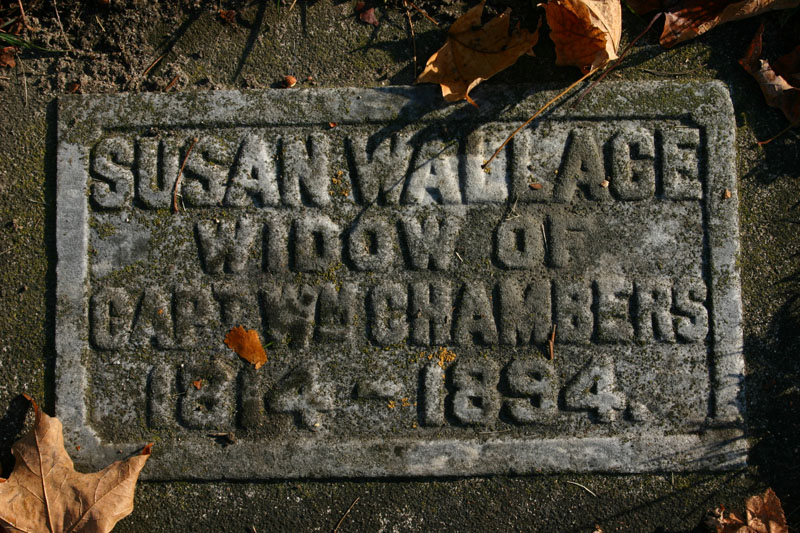 SUSAN WALLACE
WIDOW OF
CAPT. WM CHAMBERS
1814 - 1894.